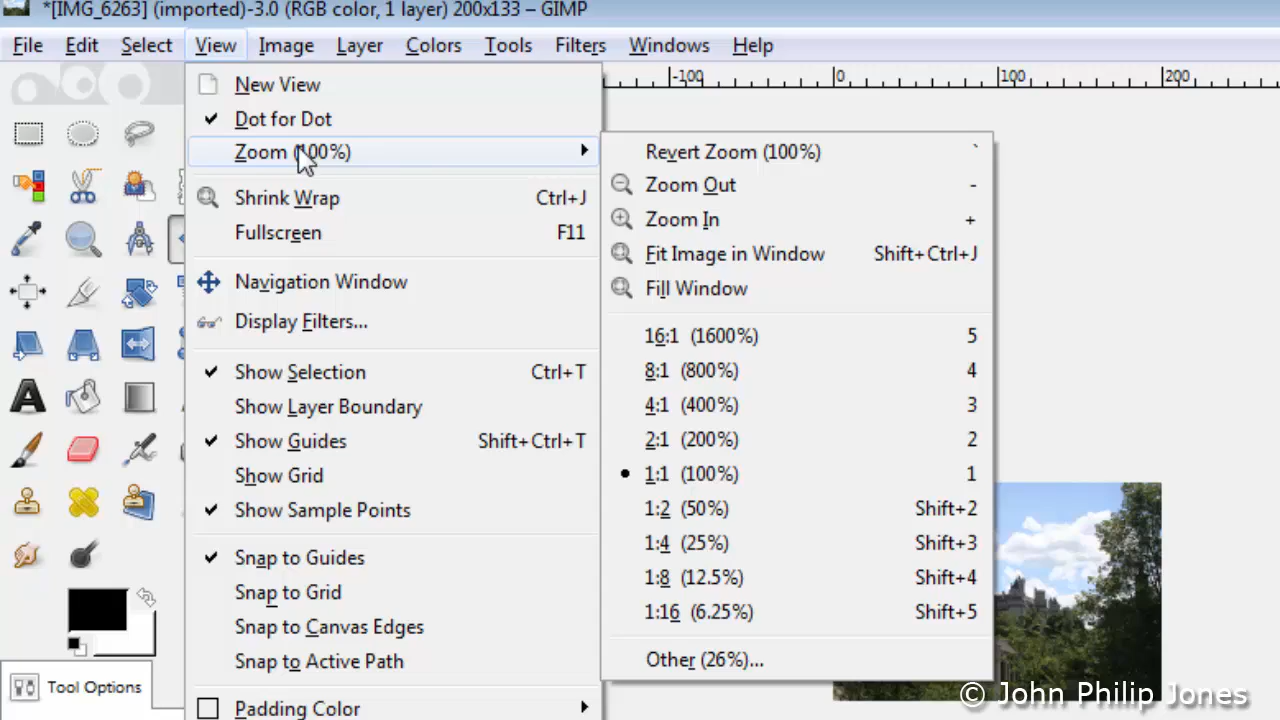 *[IMG_6263] (imported)-3.0 (RGB color, 1 layer) 200x133 – GIMP
File Edit Select View Image Layer Colors Tools Filters Windows Help
-100 0 100 200
New View
Dot for Dot
Zoom (100%)
Shrink Wrap Ctrl+J
Fullscreen F11
Navigation Window
Display Filters...
Show Selection Ctrl+T
Show Layer Boundary
Show Guides Shift+Ctrl+T
Show Grid
Show Sample Points
Snap to Guides
Snap to Grid
Snap to Canvas Edges
Snap to Active Path
Padding Color
Revert Zoom (100%) `
Zoom Out -
Zoom In +
Fit Image in Window Shift+Ctrl+J
Fill Window
16:1 (1600%) 5
8:1 (800%) 4
4:1 (400%) 3
2:1 (200%) 2
1:1 (100%) 1
1:2 (50%) Shift+2
1:4 (25%) Shift+3
1:8 (12.5%) Shift+4
1:16 (6.25%) Shift+5
Other (26%)...
Tool Options
© John Philip Jones